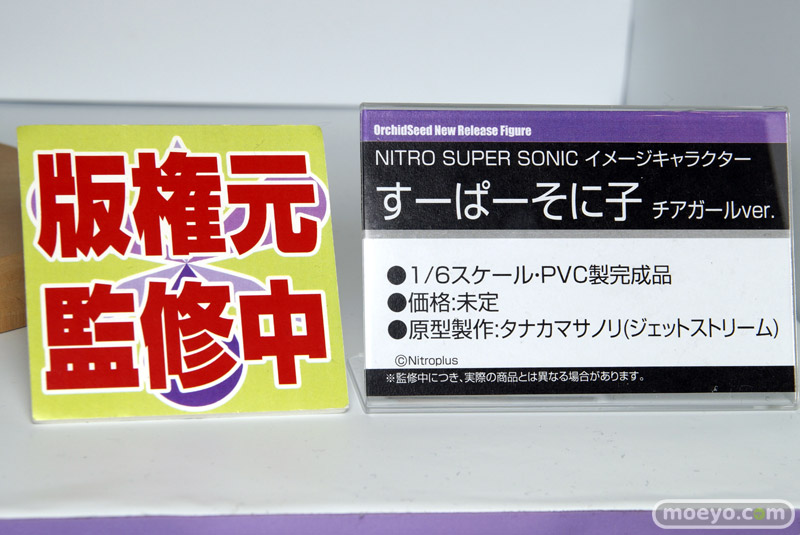 版権元
監修中
OrchidSeed New Release Figure
NITRO SUPER SONIC イメージキャラクター
すーぱーそに子 チアガールver.
●1/6スケール・PVC製完成品
●価格:未定
●原型製作:タナカマサノリ(ジェットストリーム)
©Nitroplus
※監修中につき、実際の商品とは異なる場合があります。
moeyo.com